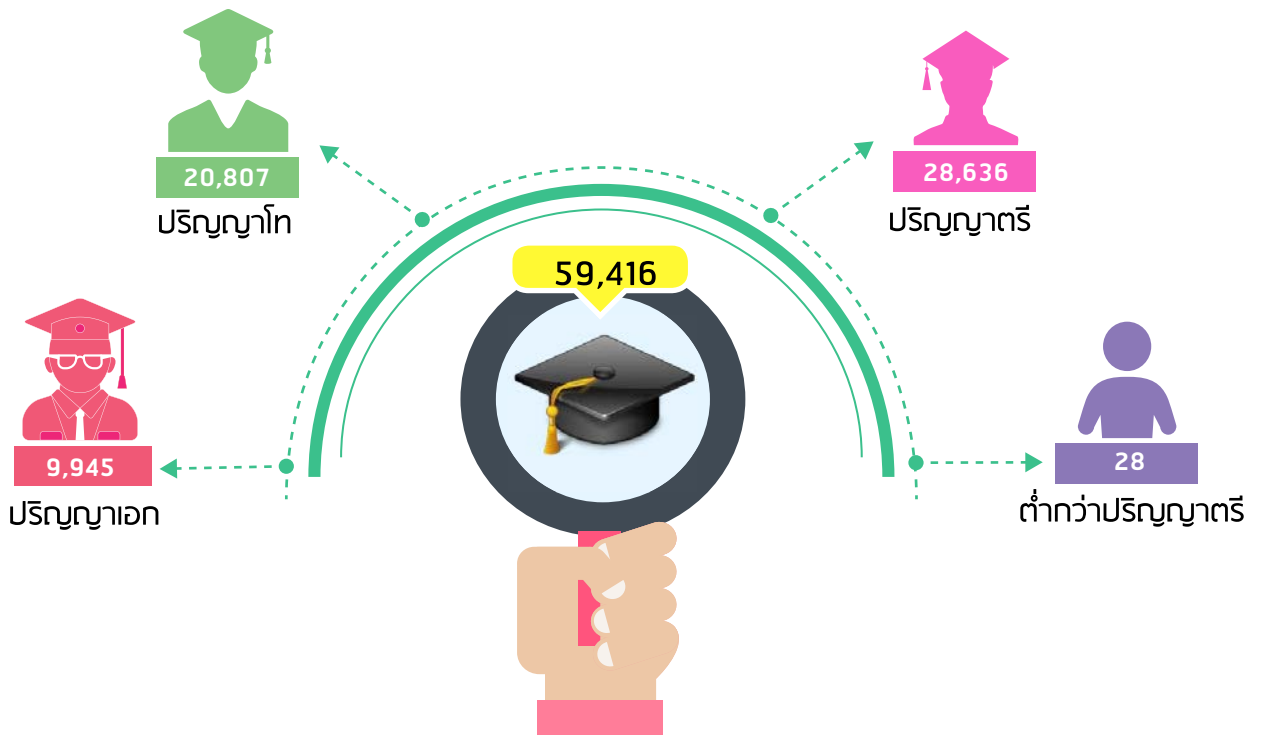 20,807
ปริญญาโท
28,636
ปริญญาตรี
59,416
9,945
ปริญญาเอก
28
ต่ำกว่าปริญญาตรี